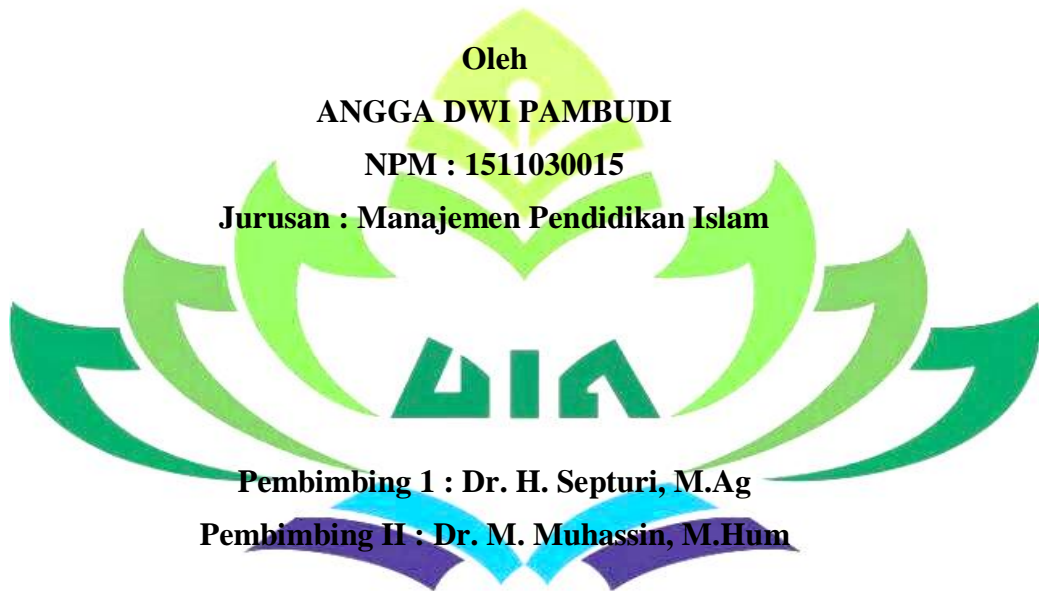 Oleh
ANGGA DWI PAMBUDI
NPM : 1511030015
Jurusan : Manajemen Pendidikan Islam
UIN
Pembimbing 1 : Dr. H. Septuri, M.Ag
Pembimbing II : Dr. M. Muhassin, M.Hum